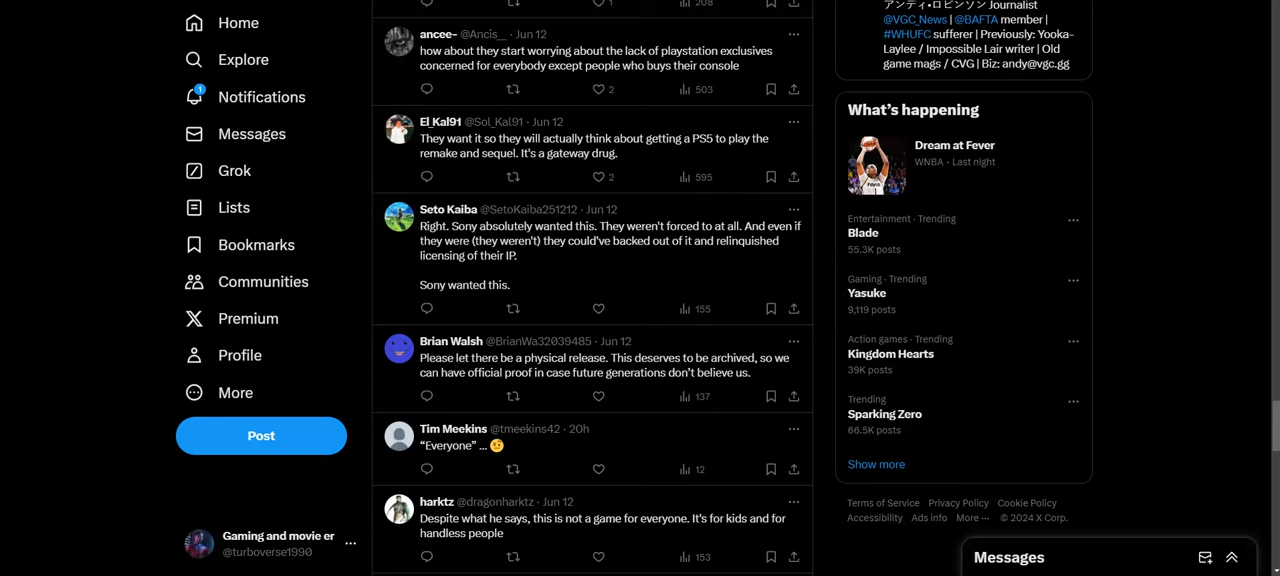 Home
Explore
1
Notifications
Messages
Grok
Lists
Bookmarks
Communities
Premium
Profile
More
Post
Gaming and movie er
@turboverse1990
1
208
ancee- @Ancis__ · Jun 12
how about they start worrying about the lack of playstation exclusives
concerned for everybody except people who buys their console
2
503
El_Kal91 @Sol_Kal91 · Jun 12
They want it so they will actually think about getting a PS5 to play the
remake and sequel. It's a gateway drug.
2
595
Seto Kaiba @SetoKaiba251212 · Jun 12
Right. Sony absolutely wanted this. They weren't forced to at all. And even if
they were (they weren't) they could've backed out of it and relinquished
licensing of their IP.
Sony wanted this.
155
Brian Walsh @BrianWa32039485 · Jun 12
Please let there be a physical release. This deserves to be archived, so we
can have official proof in case future generations don't believe us.
137
Tim Meekins @tmeekins42 · 20h
“Everyone” ... 🤨
12
harktz @dragonharktz · Jun 12
Despite what he says, this is not a game for everyone. It's for kids and for
handless people
153
アンディ•ロビンソン Journalist
@VGC_News | @BAFTA member |
#WHUFC sufferer | Previously: Yooka-
Laylee / Impossible Lair writer | Old
game mags / CVG | Biz: andy@vgc.gg
What's happening
Dream at Fever
WNBA · Last night
Entertainment · Trending
Blade
55.3K posts
Gaming · Trending
Yasuke
9,119 posts
Action games · Trending
Kingdom Hearts
39K posts
Trending
Sparking Zero
66.5K posts
Show more
Terms of Service Privacy Policy Cookie Policy
Accessibility Ads info More ··· © 2024 X Corp.
Messages